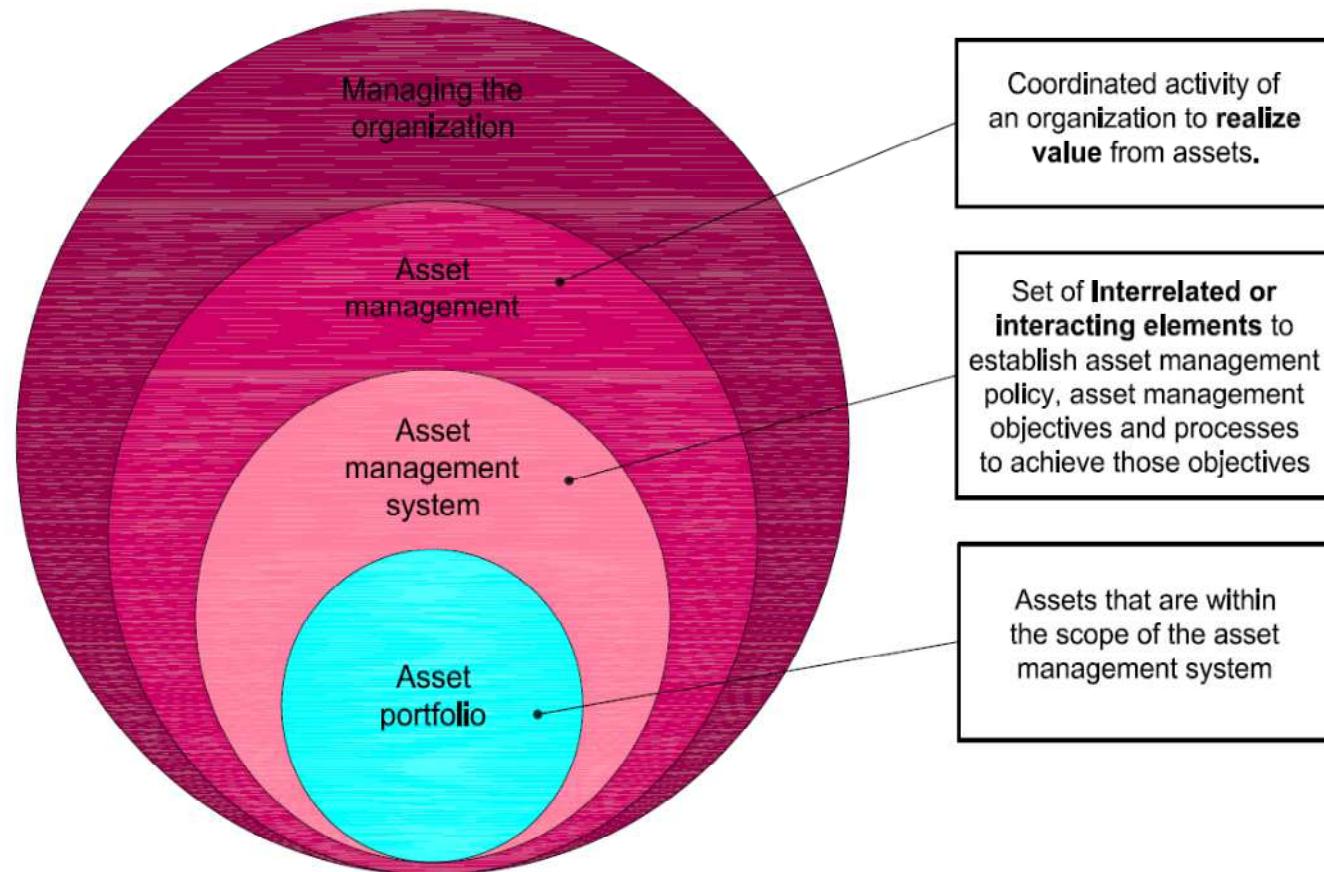 Managing the
organization
Asset
management
Asset
management
system
Asset
portfolio
Coordinated activity of
an organization to realize
value from assets.
Set of Interrelated or
interacting elements to
establish asset management
policy, asset management
objectives and processes
to achieve those objectives
Assets that are within
the scope of the asset
management system